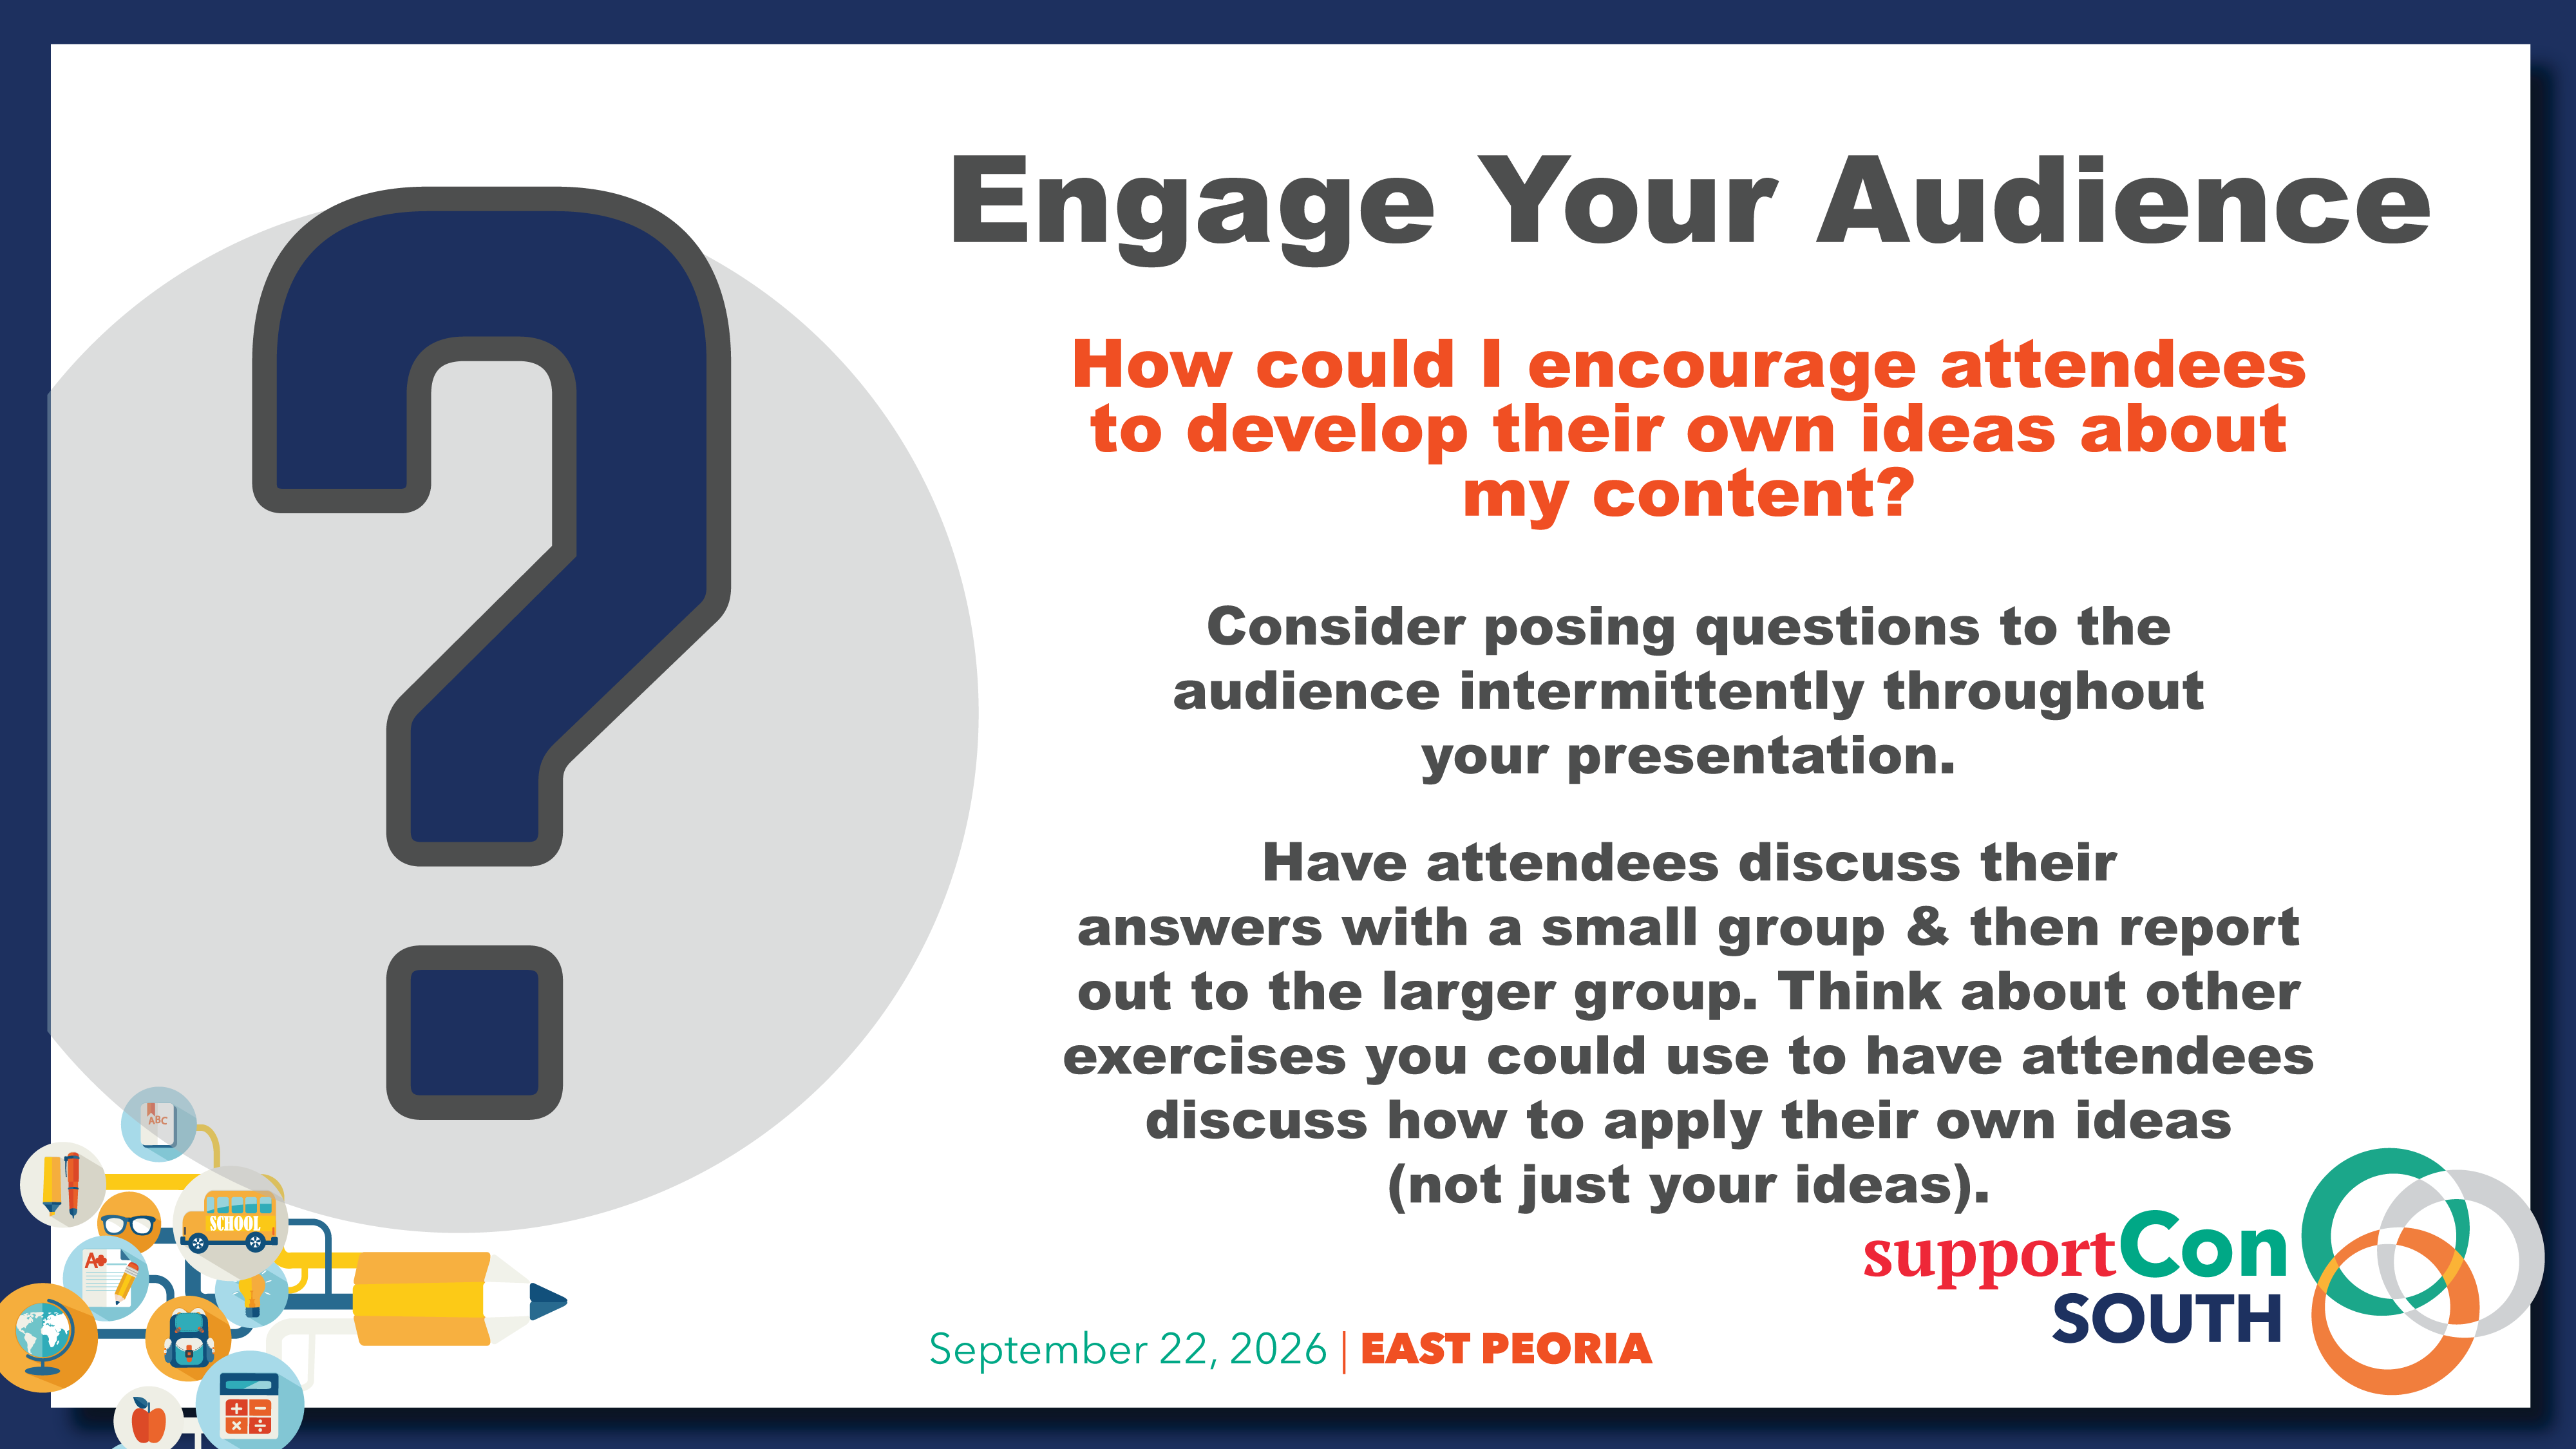 Engage Your Audience
How could I encourage attendees
to develop their own ideas about
my content?
Consider posing questions to the
audience intermittently throughout
your presentation.
Have attendees discuss their
answers with a small group & then report
out to the larger group. Think about other
exercises you could use to have attendees
discuss how to apply their own ideas
(not just your ideas).
ABC
SCHOOL
A+
supportCon
SOUTH
September 22, 2026 | EAST PEORIA